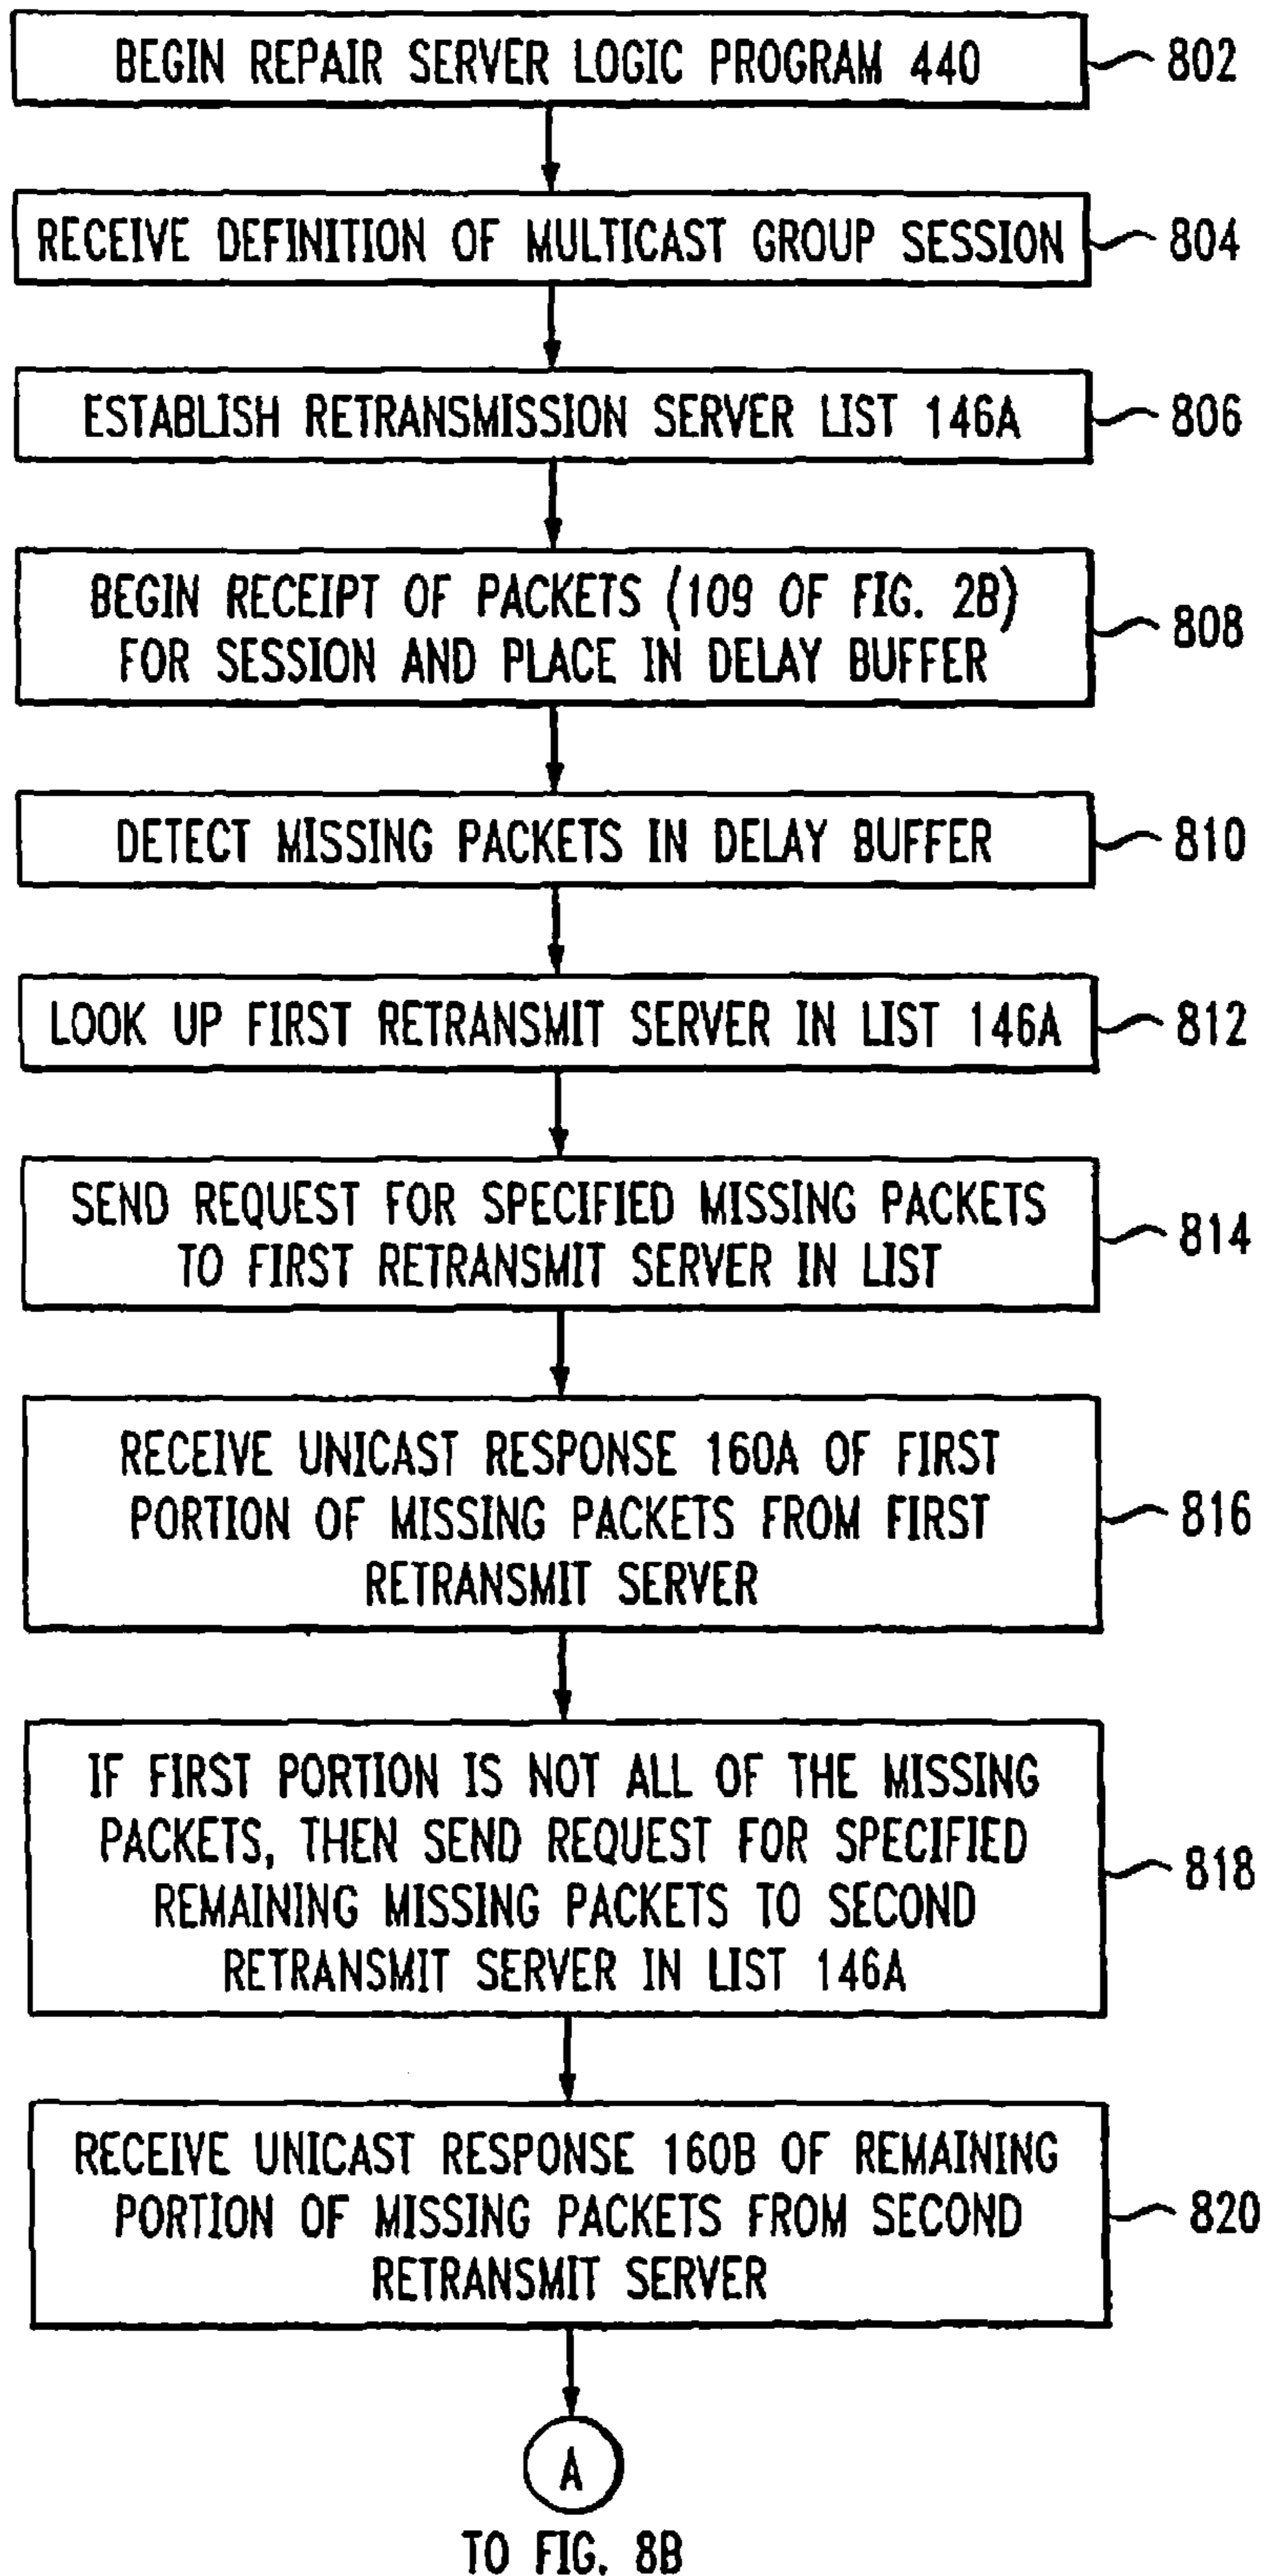 BEGIN REPAIR SERVER LOGIC PROGRAM 440
802
RECEIVE DEFINITION OF MULTICAST GROUP SESSION
804
ESTABLISH RETRANSMISSION SERVER LIST 146A
806
BEGIN RECEIPT OF PACKETS (109 OF FIG. 2B)
FOR SESSION AND PLACE IN DELAY BUFFER
808
DETECT MISSING PACKETS IN DELAY BUFFER
810
LOOK UP FIRST RETRANSMIT SERVER IN LIST 146A
812
SEND REQUEST FOR SPECIFIED MISSING PACKETS
TO FIRST RETRANSMIT SERVER IN LIST
814
RECEIVE UNICAST RESPONSE 160A OF FIRST
PORTION OF MISSING PACKETS FROM FIRST
RETRANSMIT SERVER
816
IF FIRST PORTION IS NOT ALL OF THE MISSING
PACKETS, THEN SEND REQUEST FOR SPECIFIED
REMAINING MISSING PACKETS TO SECOND
RETRANSMIT SERVER IN LIST 146A
818
RECEIVE UNICAST RESPONSE 160B OF REMAINING
PORTION OF MISSING PACKETS FROM SECOND
RETRANSMIT SERVER
820
A
TO FIG. 8B